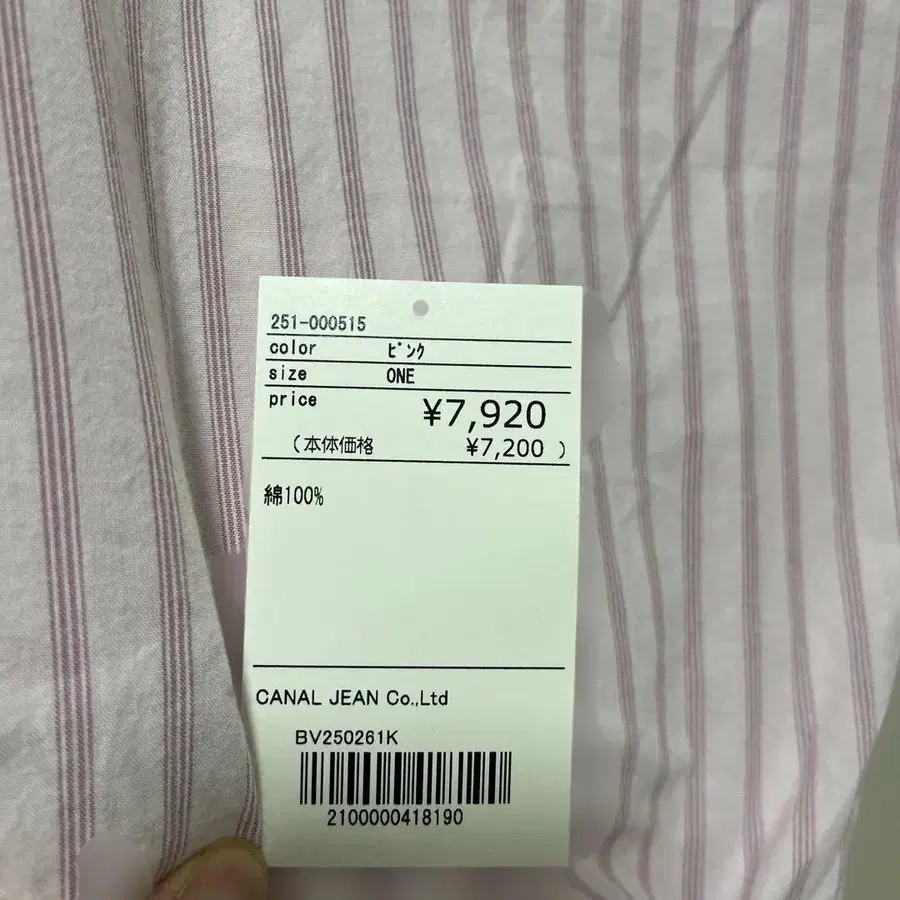 251-000515
color ﾋﾟﾝｸ
size ONE
price ¥7,920
(本体価格 ¥7,200 )
綿100%
CANAL JEAN Co.,Ltd
BV250261K
2100000418190